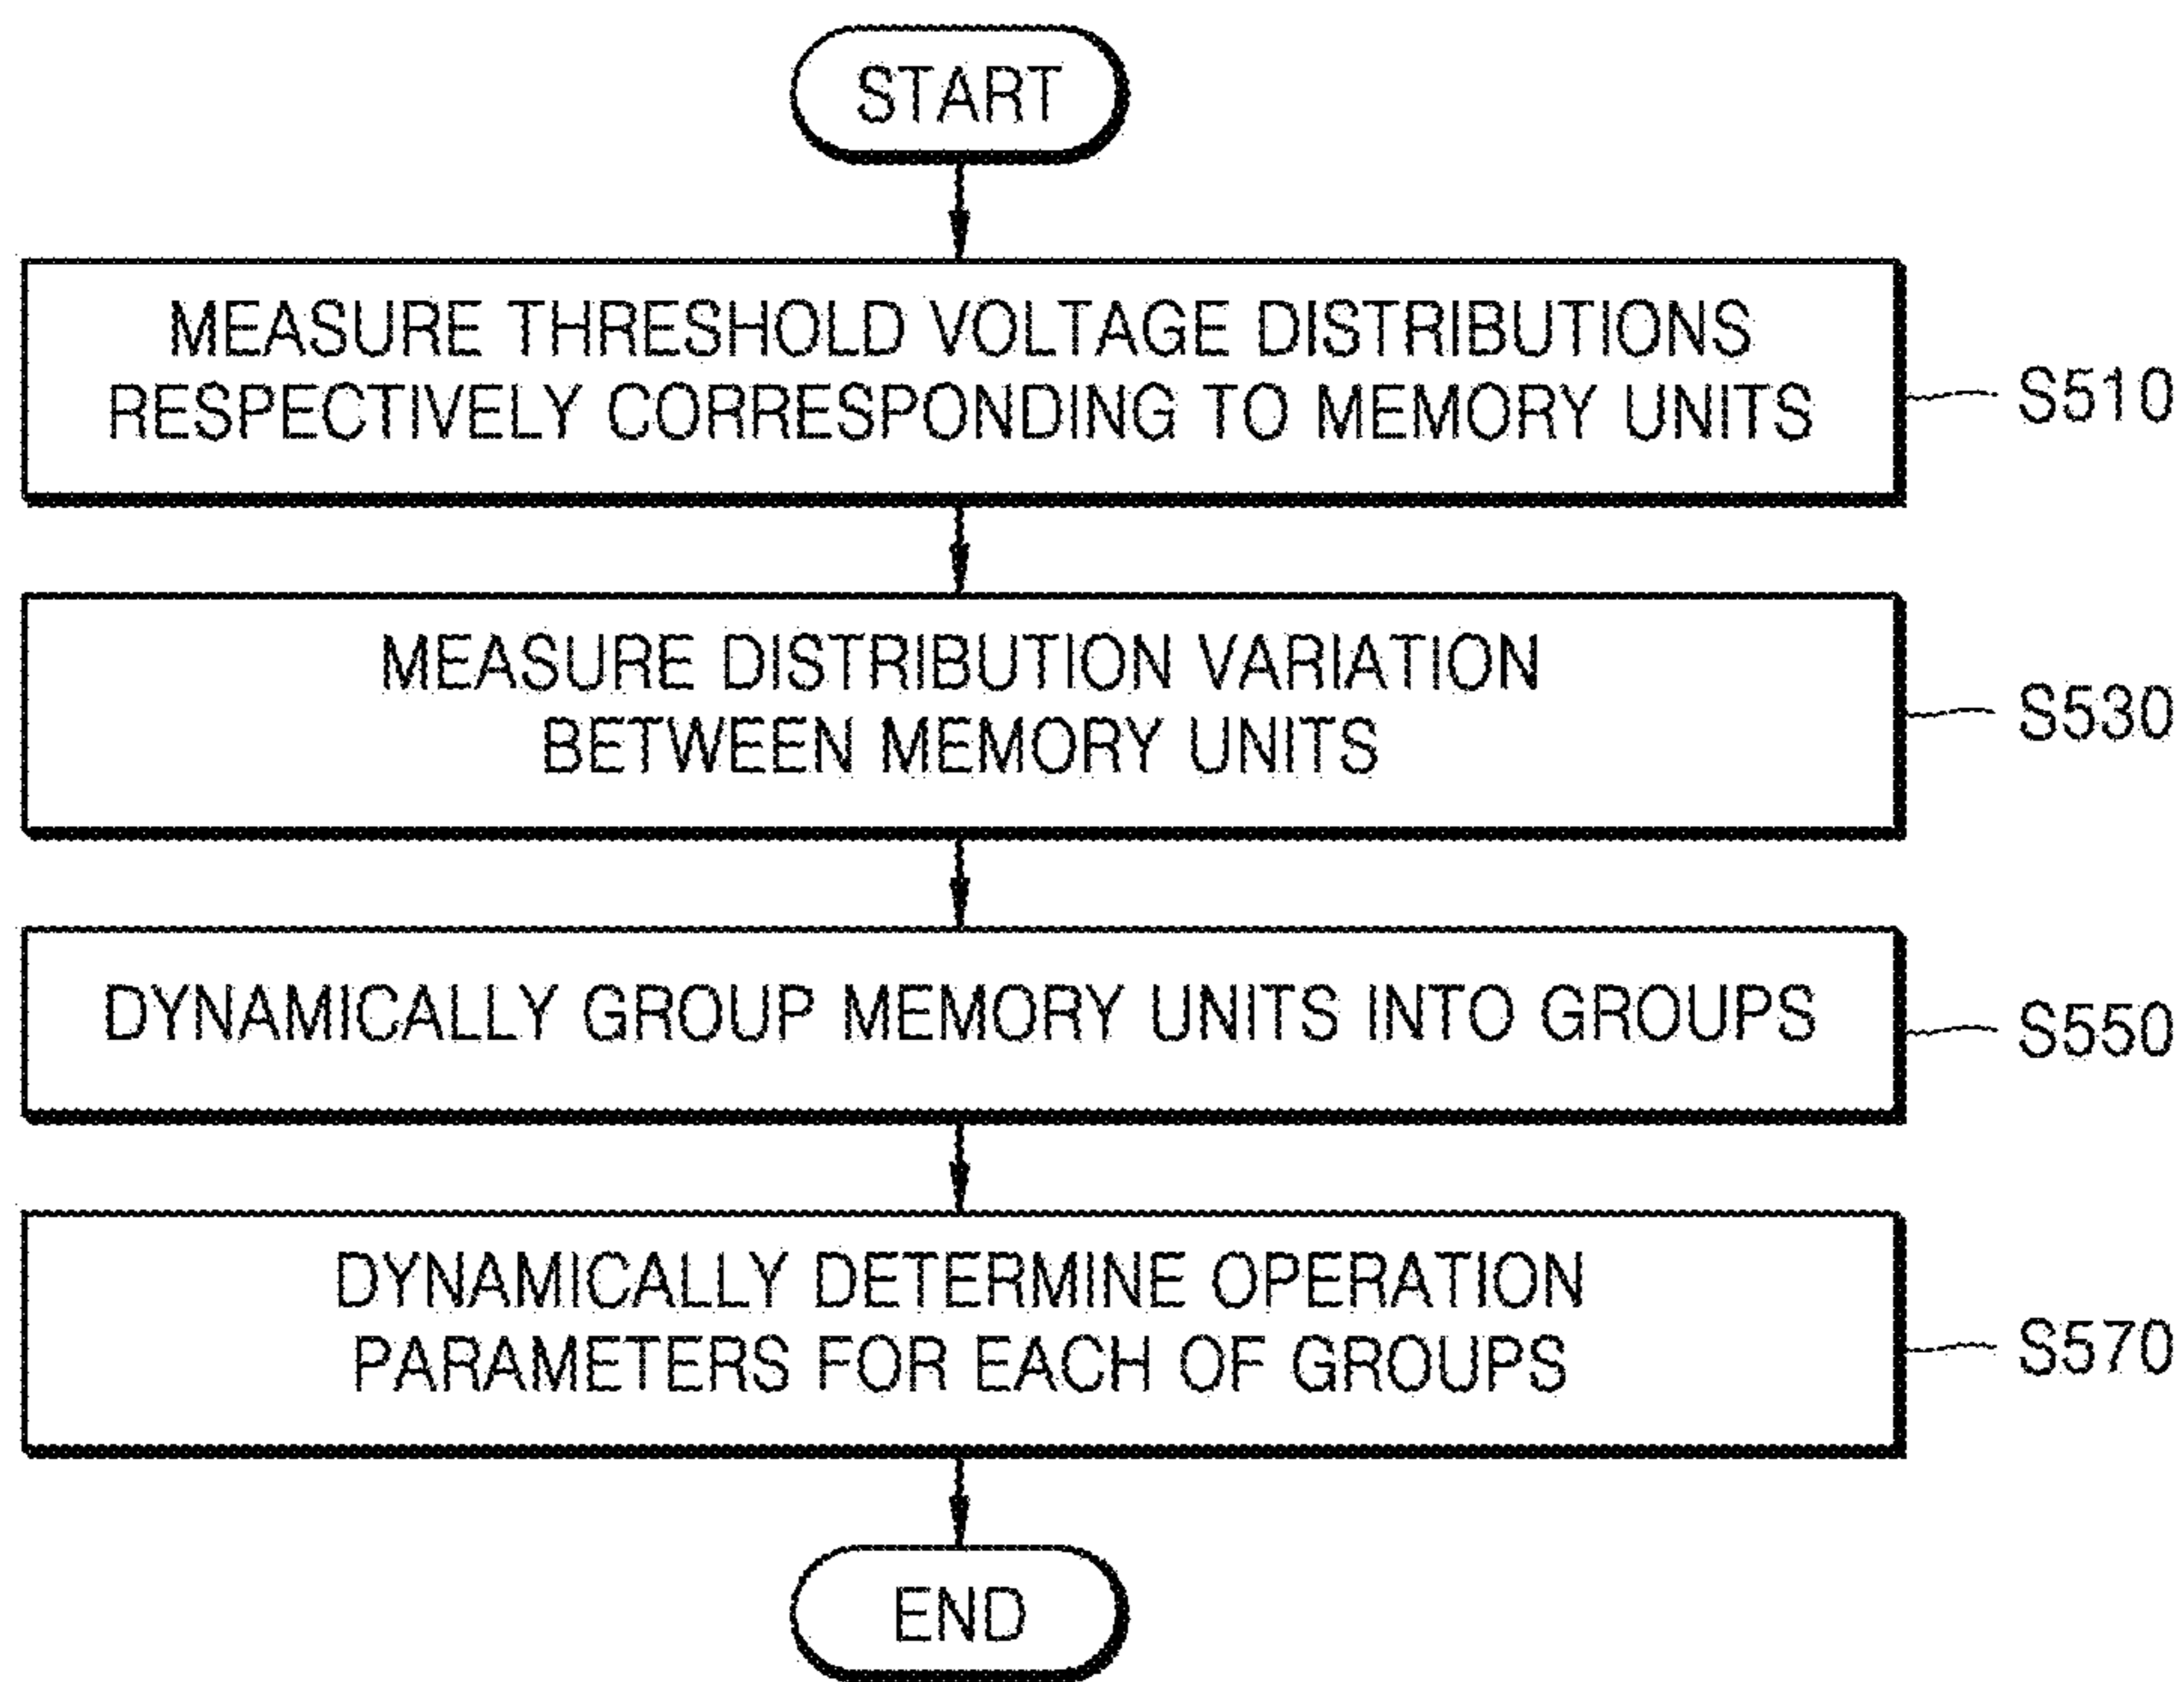 START
MEASURE THRESHOLD VOLTAGE DISTRIBUTIONS
RESPECTIVELY CORRESPONDING TO MEMORY UNITS
S510
MEASURE DISTRIBUTION VARIATION
BETWEEN MEMORY UNITS
S530
DYNAMICALLY GROUP MEMORY UNITS INTO GROUPS
S550
DYNAMICALLY DETERMINE OPERATION
PARAMETERS FOR EACH OF GROUPS
S570
END